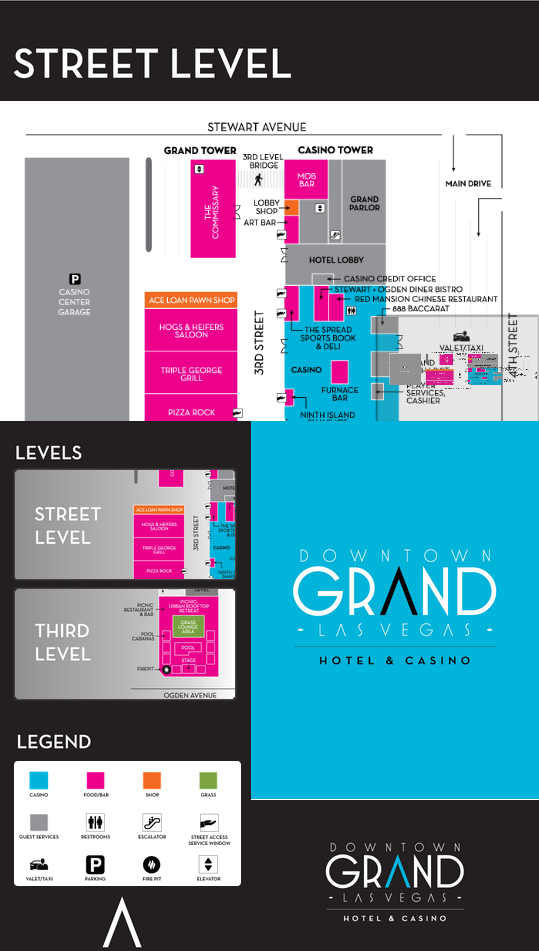 STREET LEVEL
STEWART AVENUE
GRAND TOWER
CASINO TOWER
3RD LEVEL
BRIDGE
MAIN DRIVE
THE
COMMISSARY
MOB
BAR
LOBBY
SHOP
ART BAR
GRAND
PARLOR
HOTEL LOBBY
CASINO CREDIT OFFICE
STEWART + OGDEN DINER BISTRO
RED MANSION CHINESE RESTAURANT
888 BACCARAT
P
CASINO
CENTER
GARAGE
ACE LOAN PAWN SHOP
HOGS & HEIFERS
SALOON
TRIPLE GEORGE
GRILL
PIZZA ROCK
3RD STREET
THE SPREAD
SPORTS BOOK
& DELI
CASINO
FURNACE
BAR
NINTH ISLAND
VALET/TAXI
4TH STREET
PLAYER
SERVICES,
CASHIER
LEVELS
STREET
LEVEL
ACE LOAN PAWN SHOP
HOGS & HEIFERS
SALOON
TRIPLE GEORGE
GRILL
PIZZA ROCK
3RD STREET
CASINO
THIRD
LEVEL
LEVEL
PICNIC
RESTAURANT
& BAR
PICNIC
URBAN ROOFTOP
RETREAT
GRASS
LOUNGE
AREA
POOL
CABANAS
POOL
STAGE
FIREPIT
OGDEN AVENUE
LEGEND
CASINO
FOOD/BAR
SHOP
GRASS
GUEST SERVICES
RESTROOMS
ESCALATOR
STREET ACCESS
SERVICE WINDOW
P
VALET/TAXI
PARKING
FIRE PIT
ELEVATOR
DOWNTOWN
GRAND
- LAS VEGAS -
HOTEL & CASINO
DOWNTOWN
GRAND
- LAS VEGAS -
HOTEL & CASINO